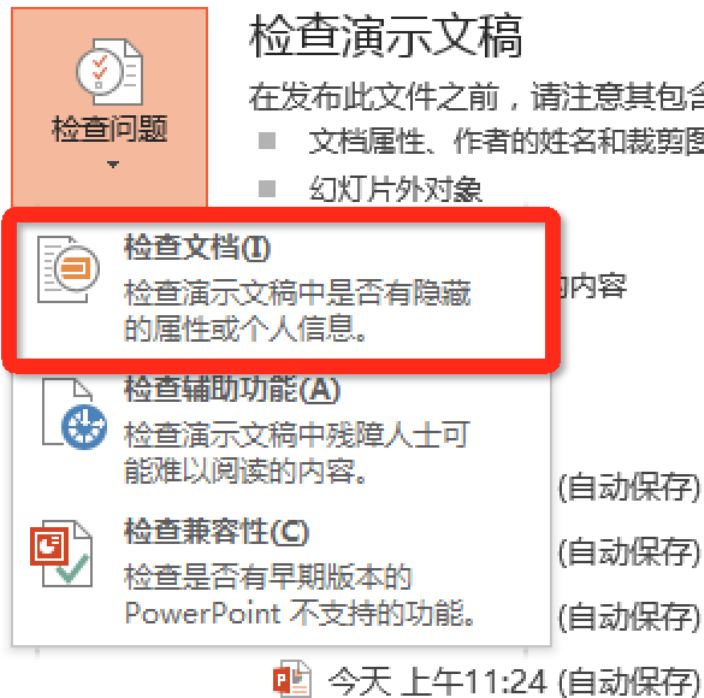 检查问题
检查演示文稿
在发布此文件之前，请注意其包含
文档属性、作者的姓名和裁剪图
幻灯片外对象
检查文档(I)
检查演示文稿中是否有隐藏
的属性或个人信息。
的内容
检查辅助功能(A)
检查演示文稿中残障人士可
能难以阅读的内容。
检查兼容性(C)
检查是否有早期版本的
PowerPoint 不支持的功能。
(自动保存)
(自动保存)
(自动保存)
今天 上午11:24 (自动保存)